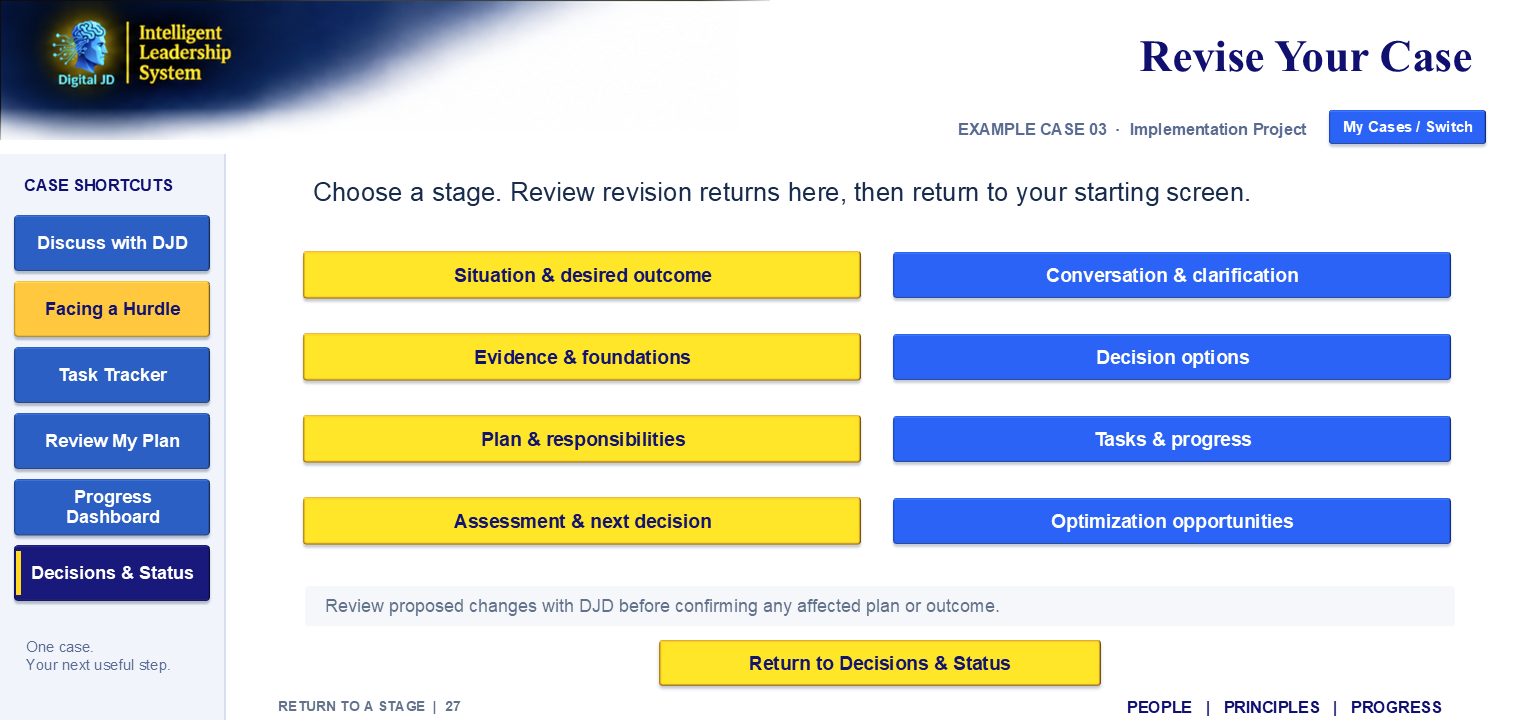 Intelligent
Leadership
System
Digital JD
Revise Your Case
EXAMPLE CASE 03 · Implementation Project
My Cases / Switch
CASE SHORTCUTS
Discuss with DJD
Facing a Hurdle
Task Tracker
Review My Plan
Progress
Dashboard
Decisions & Status
One case.
Your next useful step.
Choose a stage. Review revision returns here, then return to your starting screen.
Situation & desired outcome
Conversation & clarification
Evidence & foundations
Decision options
Plan & responsibilities
Tasks & progress
Assessment & next decision
Optimization opportunities
Review proposed changes with DJD before confirming any affected plan or outcome.
Return to Decisions & Status
RETURN TO A STAGE | 27
PEOPLE | PRINCIPLES | PROGRESS